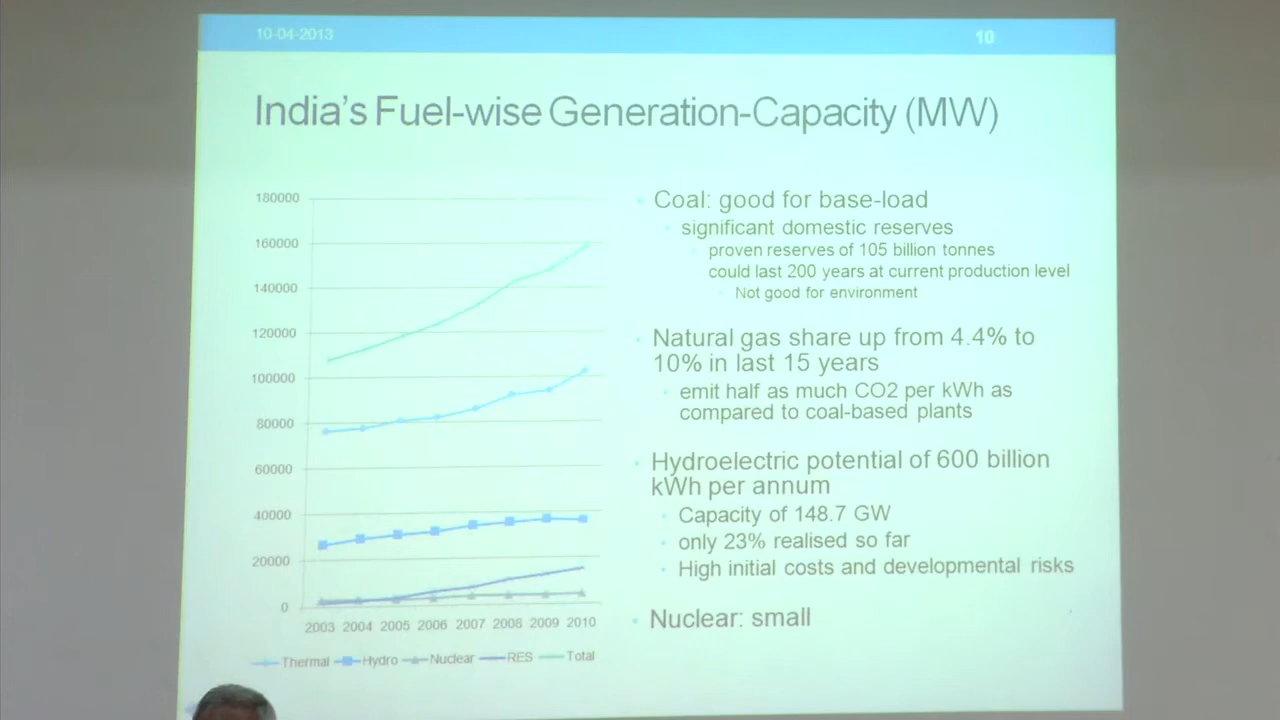 10-04-2013
10
India's Fuel-wise Generation-Capacity (MW)
180000
160000
140000
120000
100000
80000
60000
40000
20000
0
2003 2004 2005 2006 2007 2008 2009 2010
Thermal Hydro Nuclear RES Total
Coal: good for base-load
significant domestic reserves
proven reserves of 105 billion tonnes
could last 200 years at current production level
Not good for environment
Natural gas share up from 4.4% to
10% in last 15 years
emit half as much CO2 per kWh as
compared to coal-based plants
Hydroelectric potential of 600 billion
kWh per annum
Capacity of 148.7 GW
only 23% realised so far
High initial costs and developmental risks
Nuclear: small